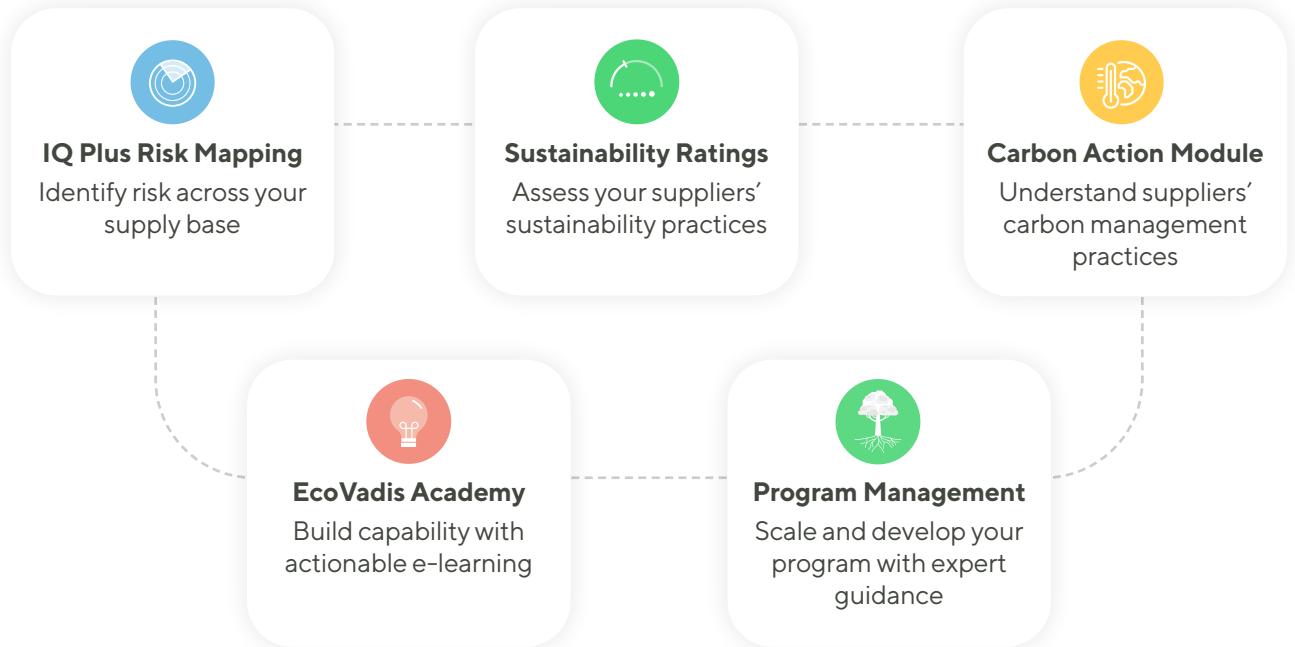 IQ Plus Risk Mapping
Identify risk across your
supply base
Sustainability Ratings
Assess your suppliers’
sustainability practices
Carbon Action Module
Understand suppliers’
carbon management
practices
EcoVadis Academy
Build capability with
actionable e-learning
Program Management
Scale and develop your
program with expert
guidance